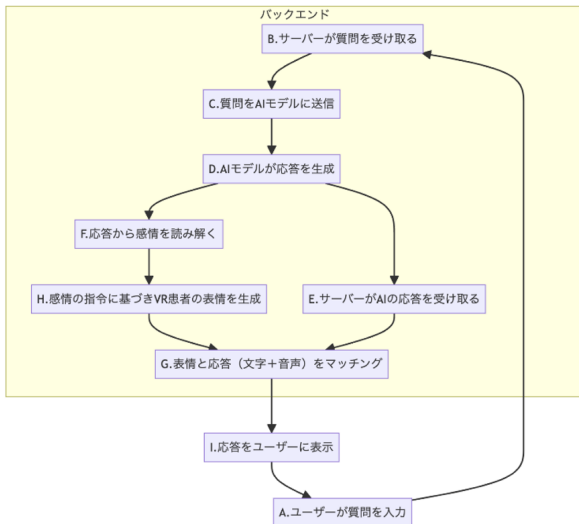 バックエンド
B.サーバーが質問を受け取る
C.質問をAIモデルに送信
D.AIモデルが応答を生成
F.応答から感情を読み解く
H.感情の指令に基づきVR患者の表情を生成
E.サーバーがAIの応答を受け取る
G.表情と応答（文字＋音声）をマッチング
I.応答をユーザーに表示
A.ユーザーが質問を入力